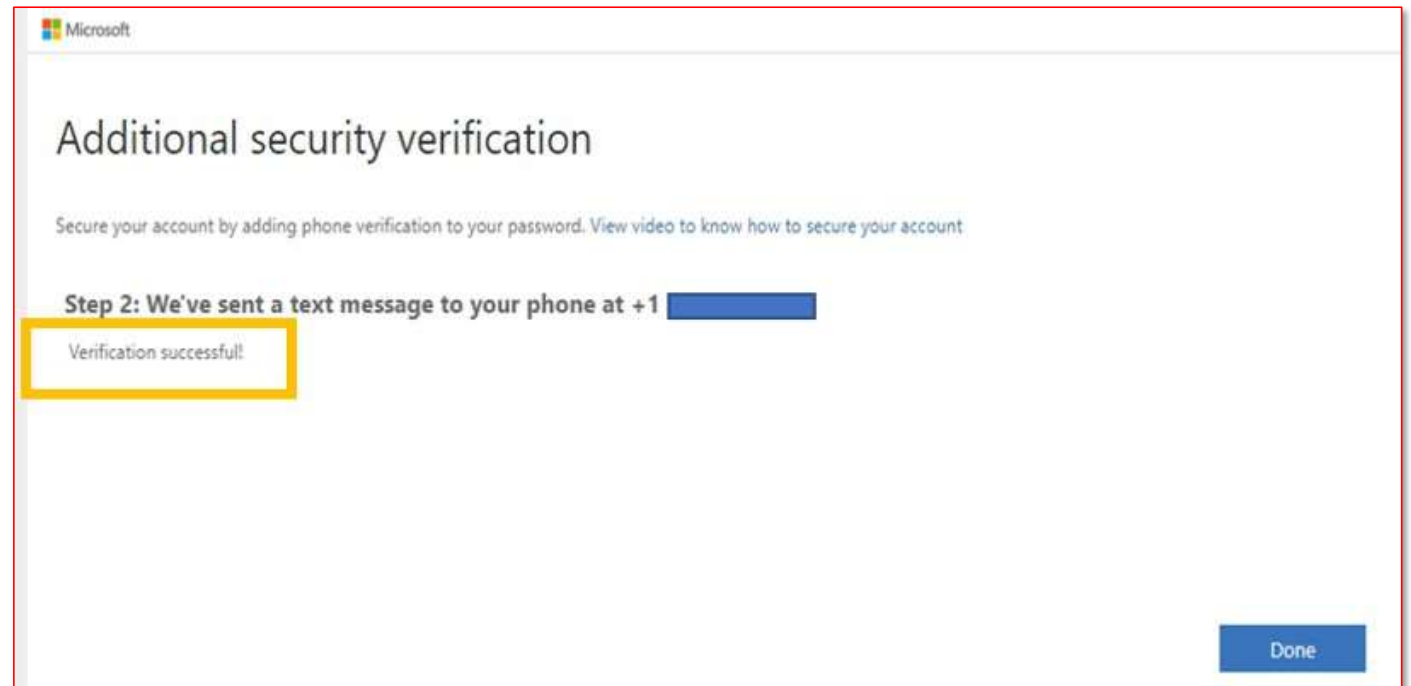 Microsoft
Additional security verification
Secure your account by adding phone verification to your password. View video to know how to secure your account
Step 2: We've sent a text message to your phone at +1
Verification successful!
Done